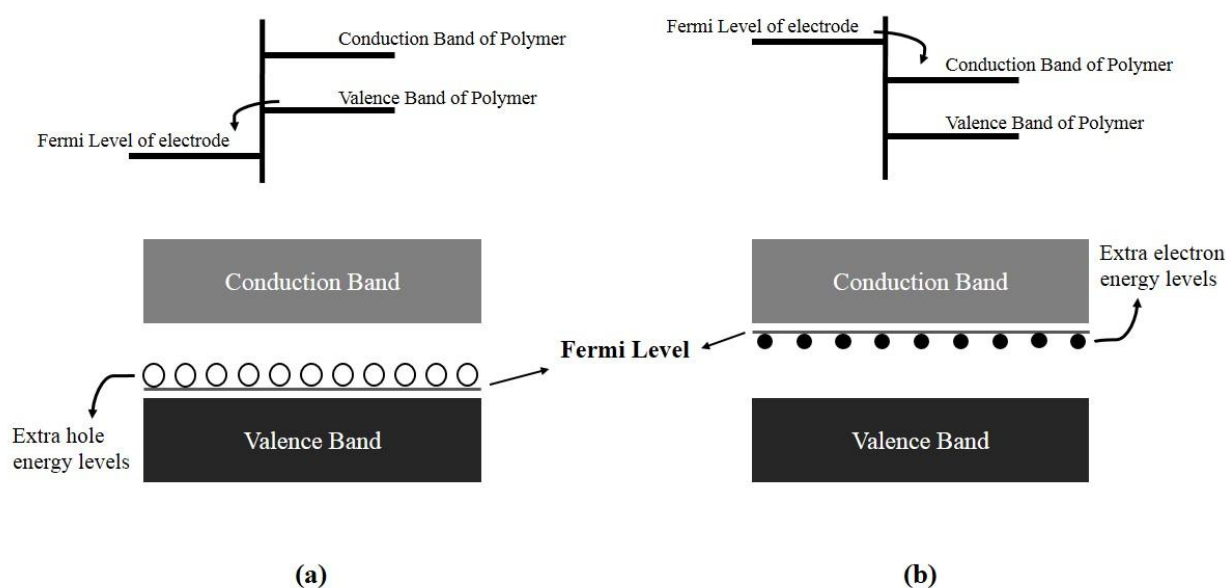 Conduction Band of Polymer
Valence Band of Polymer
Fermi Level of electrode
Fermi Level of electrode
Conduction Band of Polymer
Valence Band of Polymer
Conduction Band
Extra hole
energy levels
Valence Band
Fermi Level
Conduction Band
Extra electron
energy levels
Valence Band
(a)
(b)